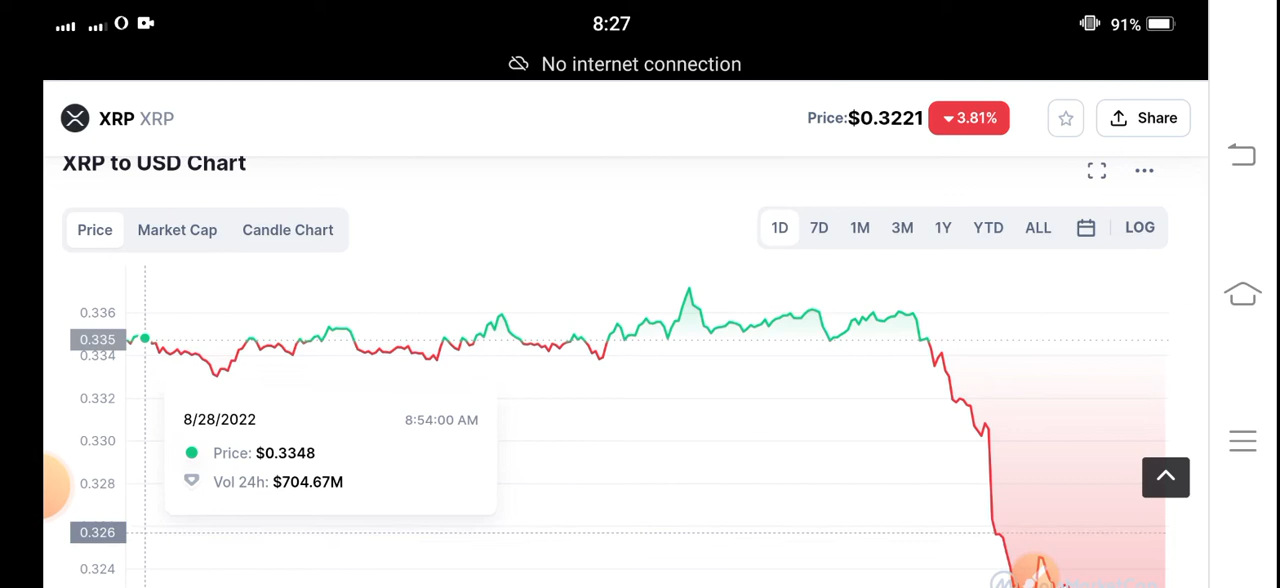 8:27
91%
No internet connection
XRP XRP
Price:$0.3221 3.81%
Share
XRP to USD Chart
Price Market Cap Candle Chart
1D 7D 1M 3M 1Y YTD ALL LOG
0.336
0.335
0.334
0.332
0.330
0.328
0.326
0.324
8/28/2022 8:54:00 AM
Price: $0.3348
Vol 24h: $704.67M